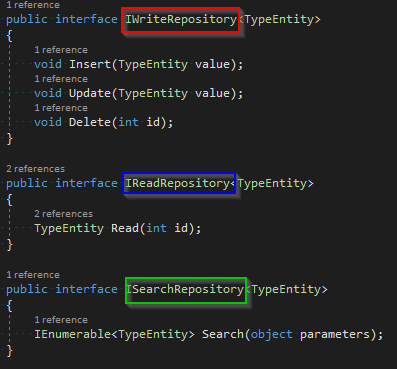 1 reference
public interface IWriteRepository<TypeEntity>
{
1 reference
void Insert(TypeEntity value);
1 reference
void Update(TypeEntity value);
1 reference
void Delete(int id);
}
2 references
public interface IReadRepository<TypeEntity>
{
2 references
TypeEntity Read(int id);
}
1 reference
public interface ISearchRepository<TypeEntity>
{
1 reference
IEnumerable<TypeEntity> Search(object parameters);
}